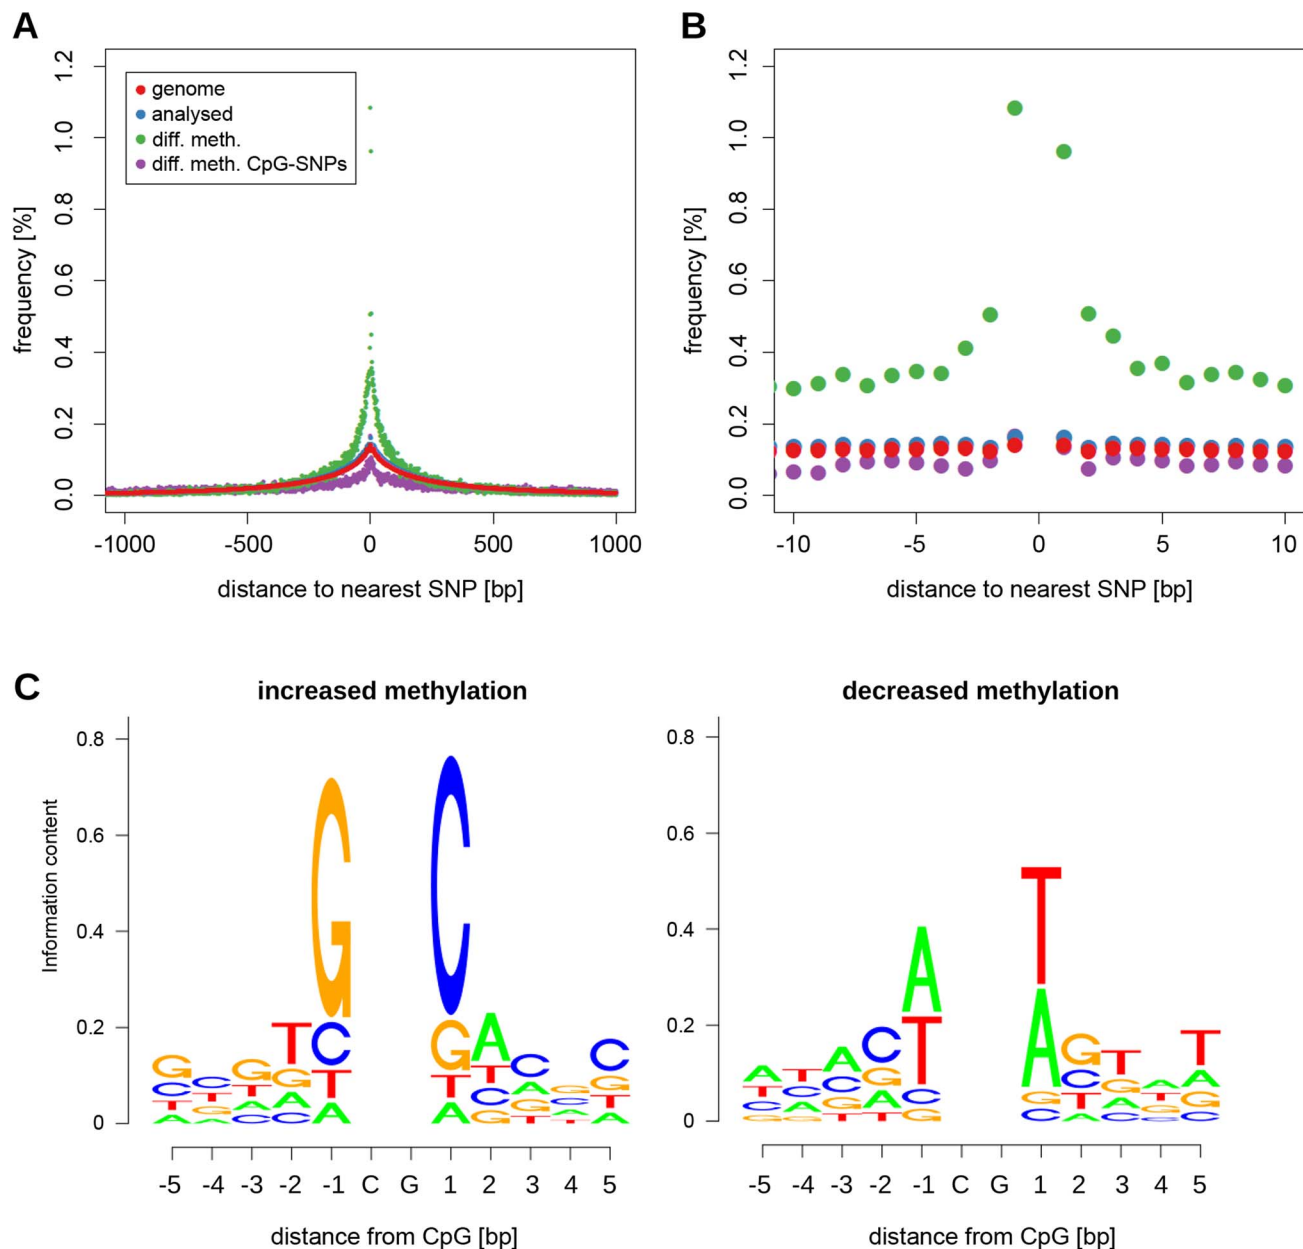 A
B
1.2
1.0
0.8
0.6
0.4
0.2
0.0
frequency [%]
genome
analysed
diff. meth.
diff. meth. CpG-SNPs
-1000
-500
0
500
1000
distance to nearest SNP [bp]
1.2
1.0
0.8
0.6
0.4
0.2
0.0
frequency [%]
-10
-5
0
5
10
distance to nearest SNP [bp]
C
increased methylation
0.8
0.6
0.4
0.2
0
Information content
G C T A
C C T G
G T A C
T G A C
G C T A
C G T A
A T C G
C A G T
G C A T
C G T A
-5 -4 -3 -2 -1 C G 1 2 3 4 5
distance from CpG [bp]
decreased methylation
0.8
0.6
0.4
0.2
0
A T C G
T C A G
A C G T
C G A T
A T C G
T A G C
G C T A
T G A C
A T G C
T A G C
-5 -4 -3 -2 -1 C G 1 2 3 4 5
distance from CpG [bp]